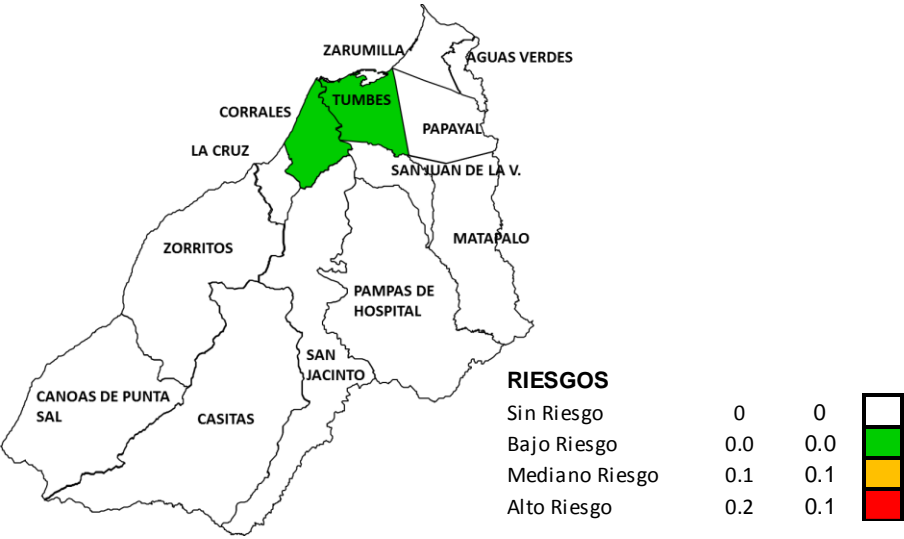 ZARUMILLA
AGUAS VERDES
TUMBES
CORRALES
PAPAYAL
LA CRUZ
SAN JUAN DE LA V.
MATAPALO
ZORRITOS
PAMPAS DE
HOSPITAL
SAN
JACINTO
CANOAS DE PUNTA
SAL
CASITAS
RIESGOS
Sin Riesgo 0 0
Bajo Riesgo 0.0 0.0
Mediano Riesgo 0.1 0.1
Alto Riesgo 0.2 0.1